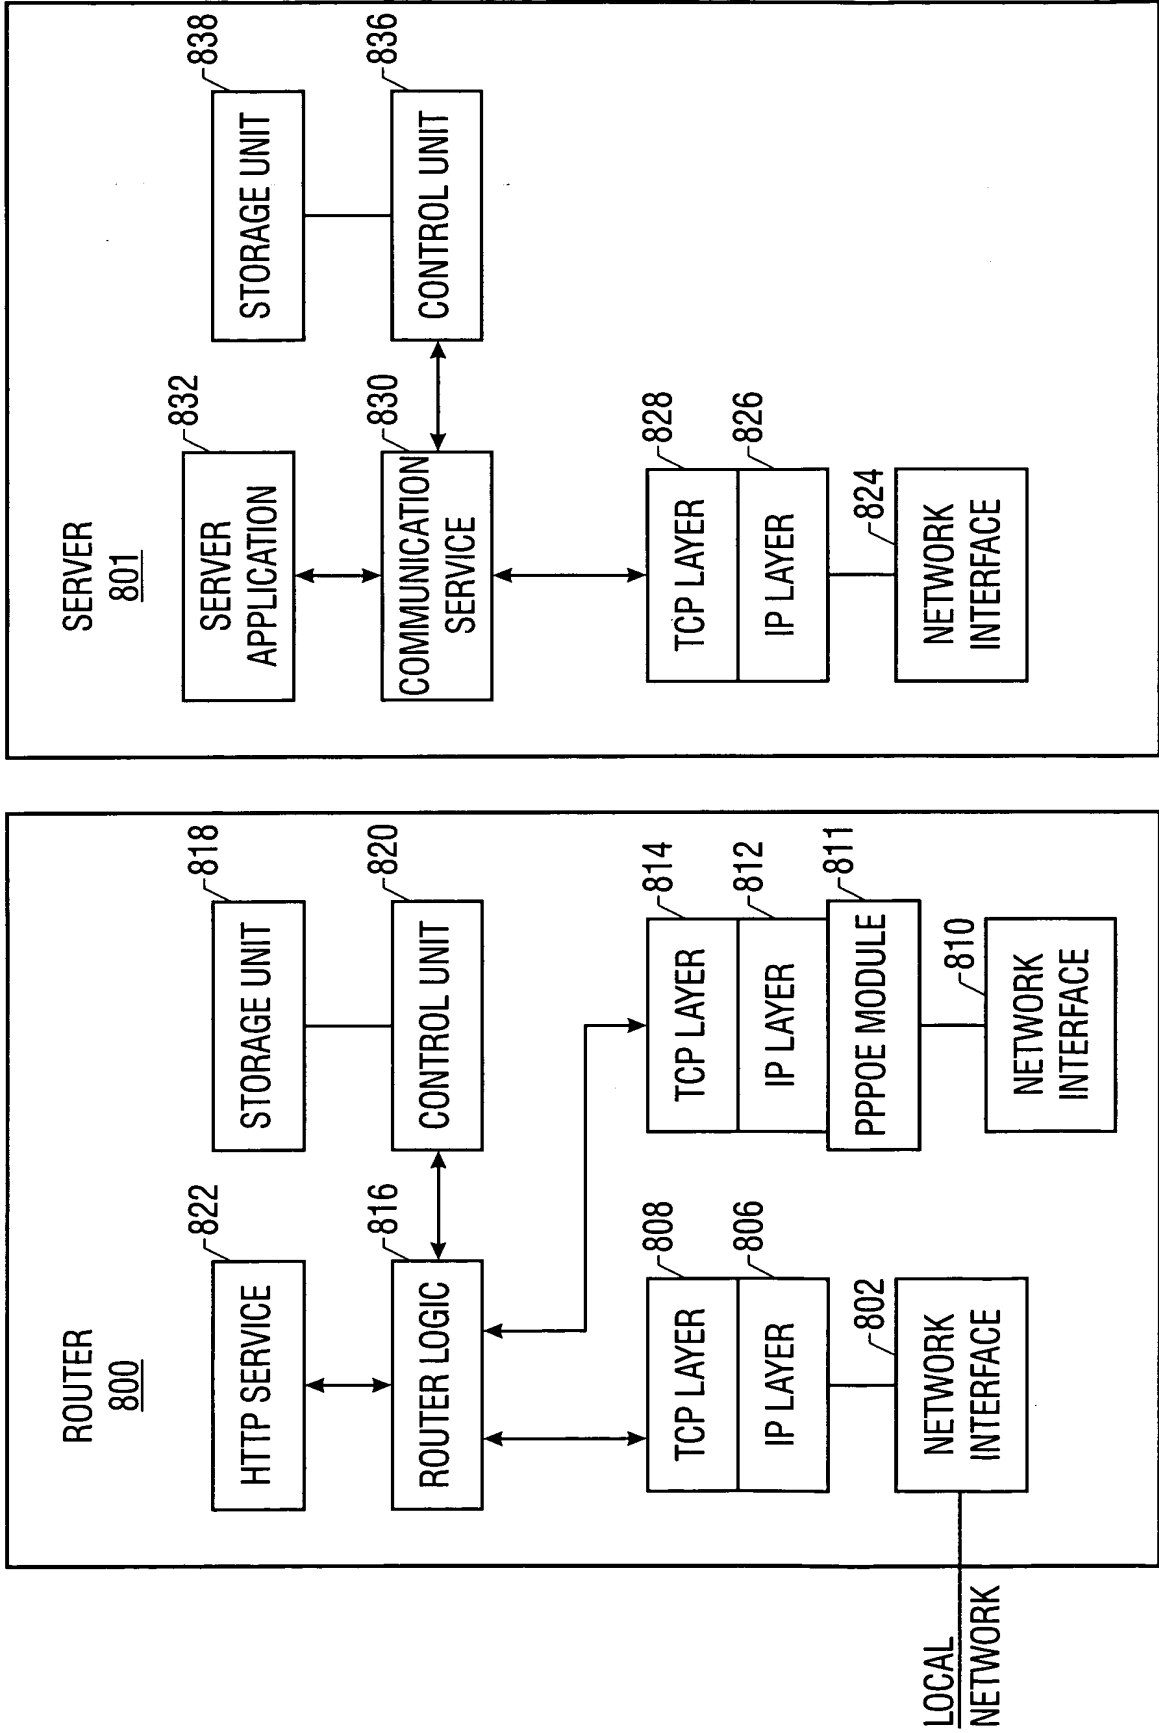 ROUTER
800
HTTP SERVICE
822
STORAGE UNIT
818
ROUTER LOGIC
816
CONTROL UNIT
820
TCP LAYER
808
IP LAYER
806
NETWORK
INTERFACE
802
TCP LAYER
814
IP LAYER
812
PPPOE MODULE
811
NETWORK
INTERFACE
810
LOCAL
NETWORK
SERVER
801
SERVER
APPLICATION
832
STORAGE UNIT
838
COMMUNICATION
SERVICE
830
CONTROL UNIT
836
TCP LAYER
828
IP LAYER
826
NETWORK
INTERFACE
824